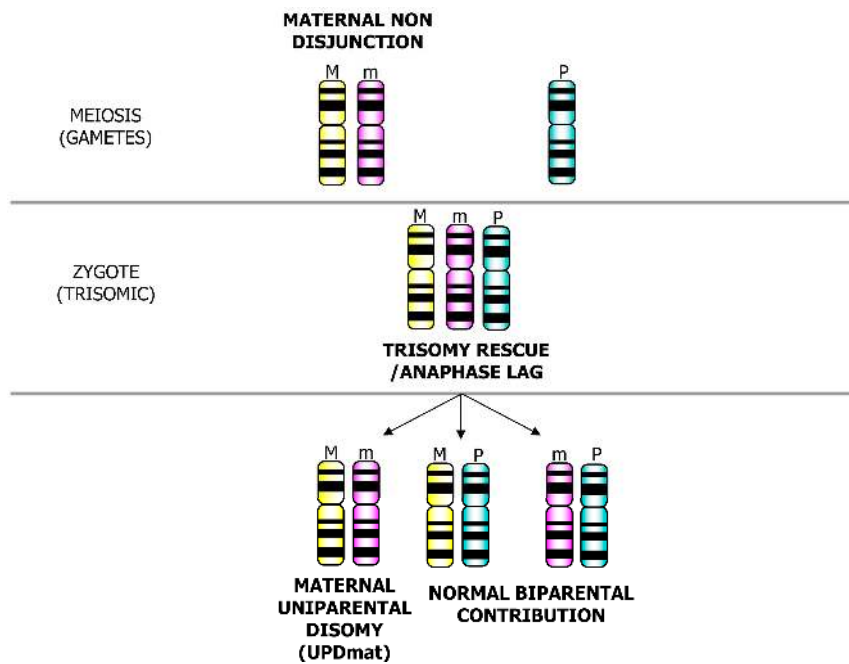 MATERNAL NON
DISJUNCTION
M m P
MEIOSIS
(GAMETES)
M m P
ZYGOTE
(TRISOMIC)
TRISOMY RESCUE
/ANAPHASE LAG
M m M P m P
MATERNAL
UNIPARENTAL
DISOMY
(UPDmat)
NORMAL BIPARENTAL
CONTRIBUTION